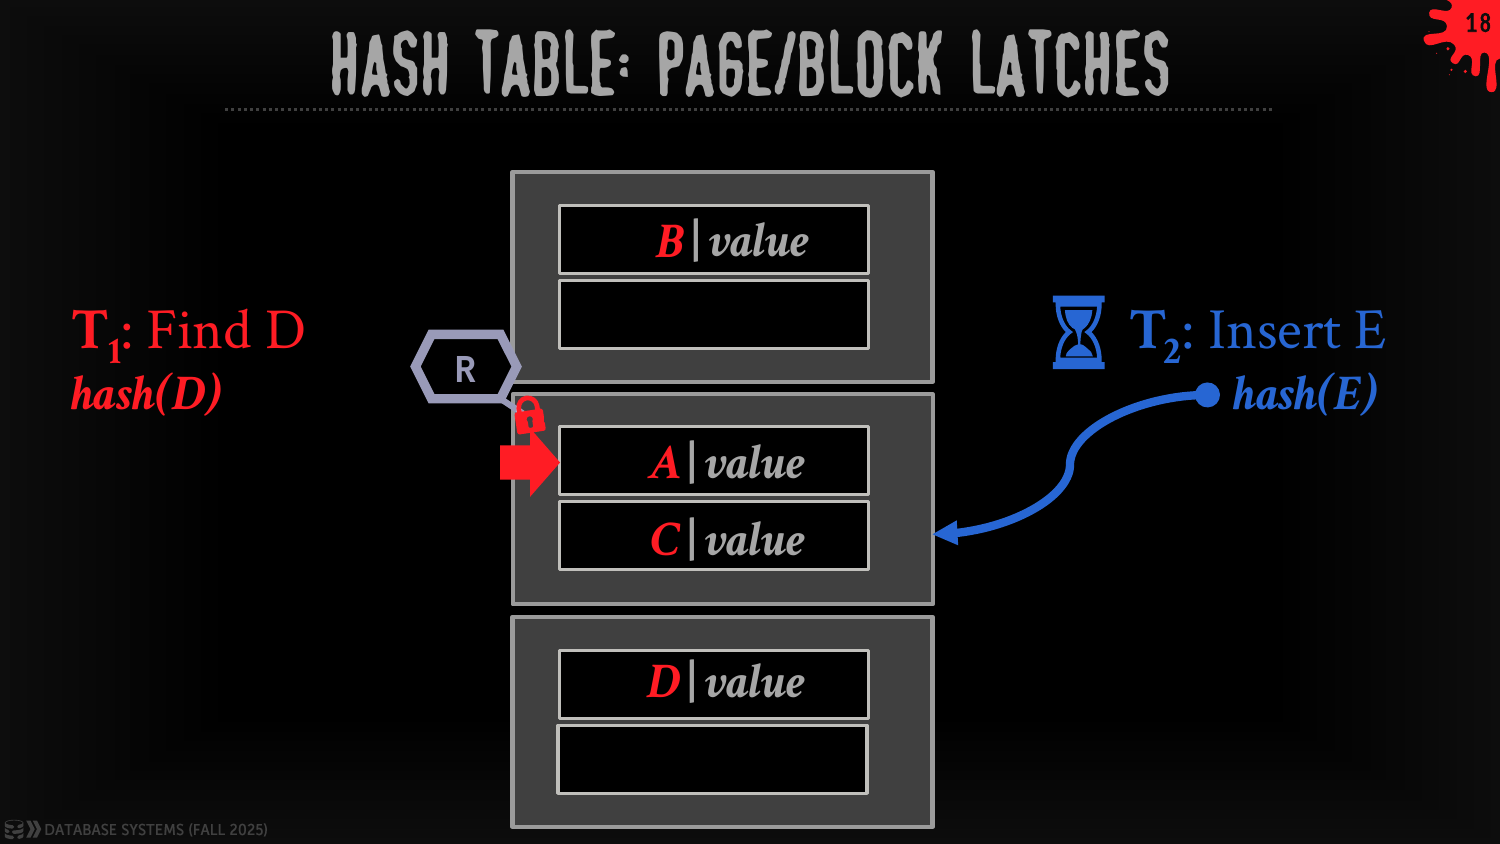 18
HASH TABLE: PAGE/BLOCK LATCHES
B|value
T1: Find D
hash(D)
R
T2: Insert E
hash(E)
A|value
C|value
D|value
DATABASE SYSTEMS (FALL 2025)